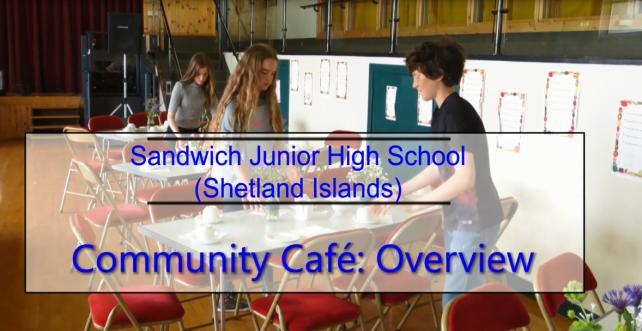 Sandwich Junior High School
(Shetland Islands)
Community Café: Overview